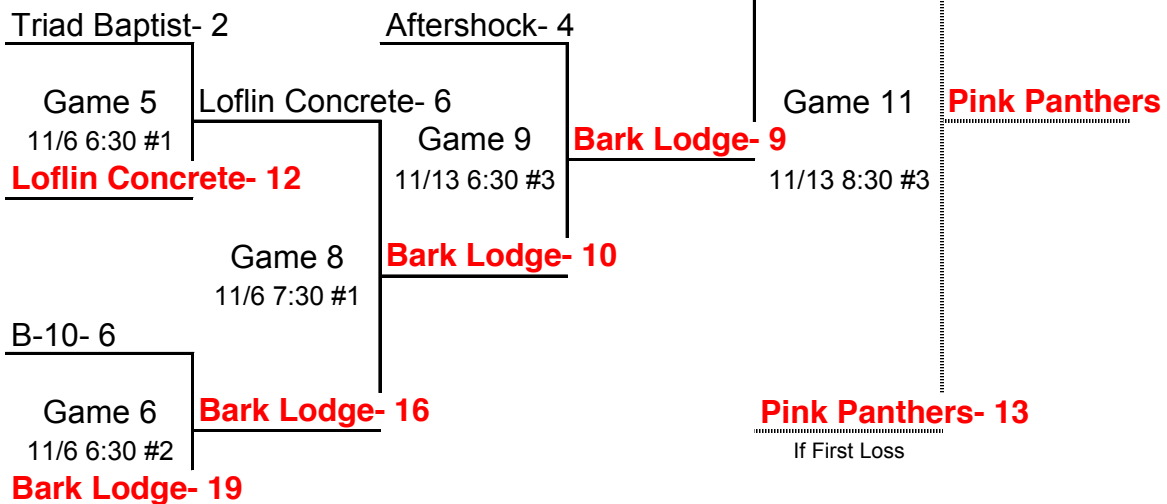 Triad Baptist- 2
Aftershock- 4
Game 5
Loflin Concrete- 6
Game 11
Pink Panthers
11/6 6:30 #1
Game 9
Bark Lodge- 9
Loflin Concrete- 12
11/13 6:30 #3
11/13 8:30 #3
Game 8
Bark Lodge- 10
11/6 7:30 #1
B-10- 6
Game 6
Bark Lodge- 16
Pink Panthers- 13
11/6 6:30 #2
If First Loss
Bark Lodge- 19